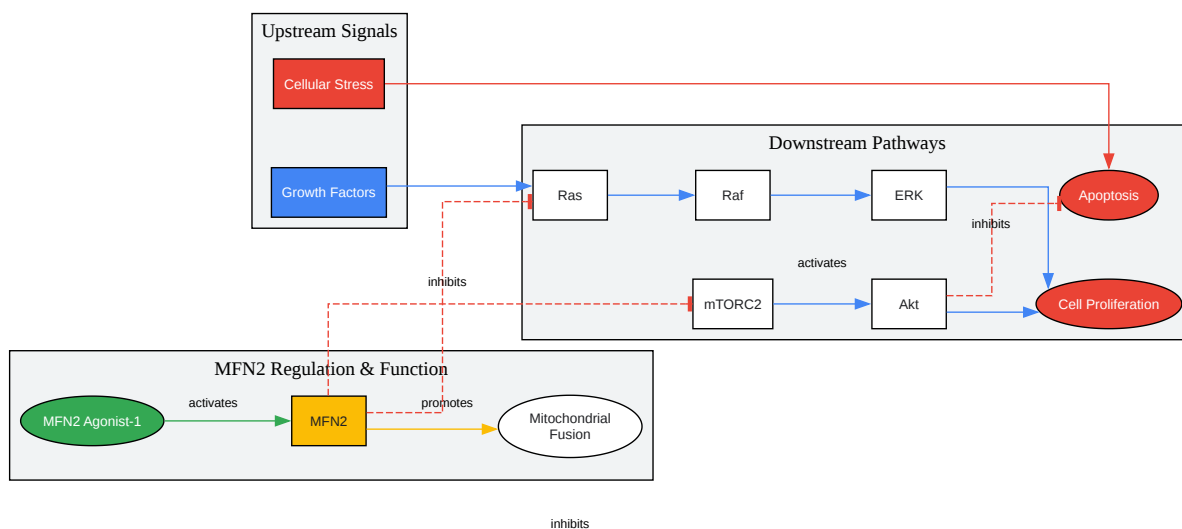 Upstream Signals
Cellular Stress
Growth Factors
Downstream Pathways
Ras
Raf
ERK
Apoptosis
inhibits
activates
inhibits
mTORC2
Akt
Cell Proliferation
MFN2 Regulation & Function
MFN2 Agonist-1
activates
MFN2
promotes
Mitochondrial
Fusion
inhibits